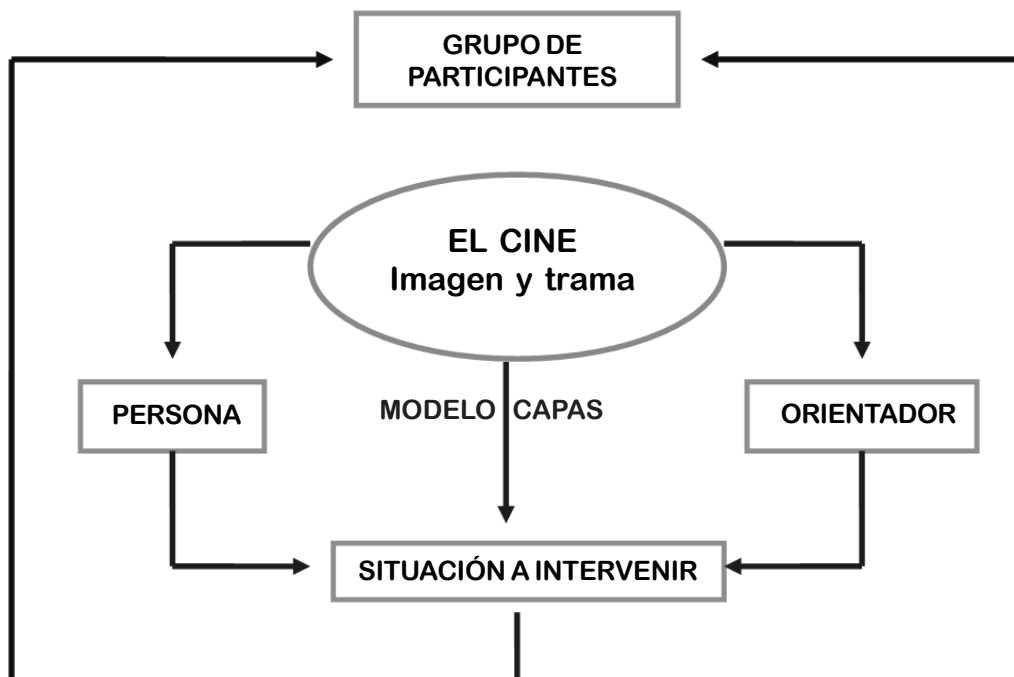 GRUPO DE
PARTICIPANTES
EL CINE
Imagen y trama
PERSONA
MODELO CAPAS
ORIENTADOR
SITUACIÓN A INTERVENIR